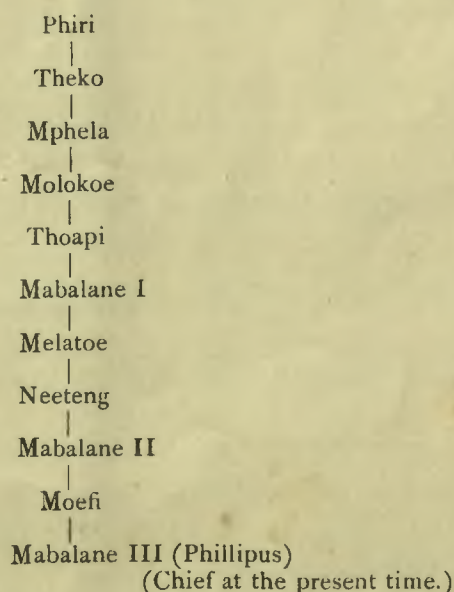 Phiri
Theko
Mphela
Molokoe
Thoapi
Mabalane I
Melatoe
Neeteng
Mabalane II
Moefi
Mabalane III (Phillipus)
(Chief at the present time.)